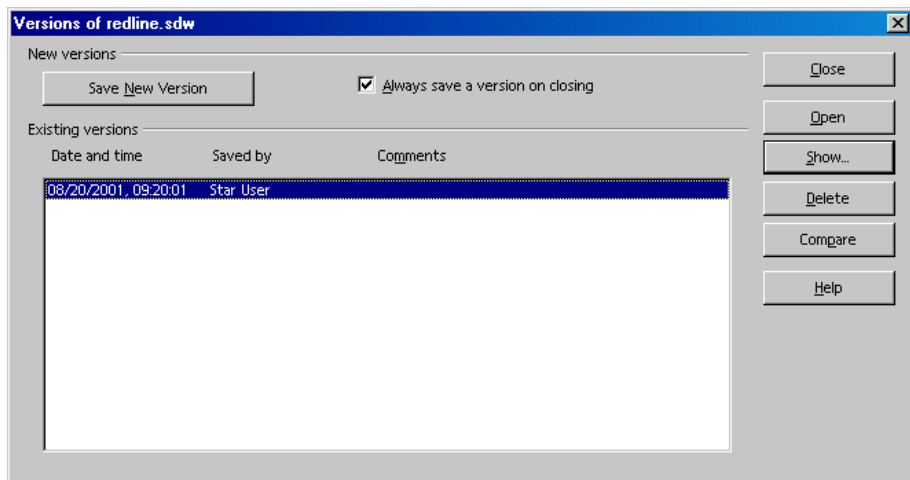 Versions of redline.sdw
New versions
Save New Version
Always save a version on closing
Existing versions
Date and time Saved by Comments
08/20/2001, 09:20:01 Star User
Close
Open
Show...
Delete
Compare
Help